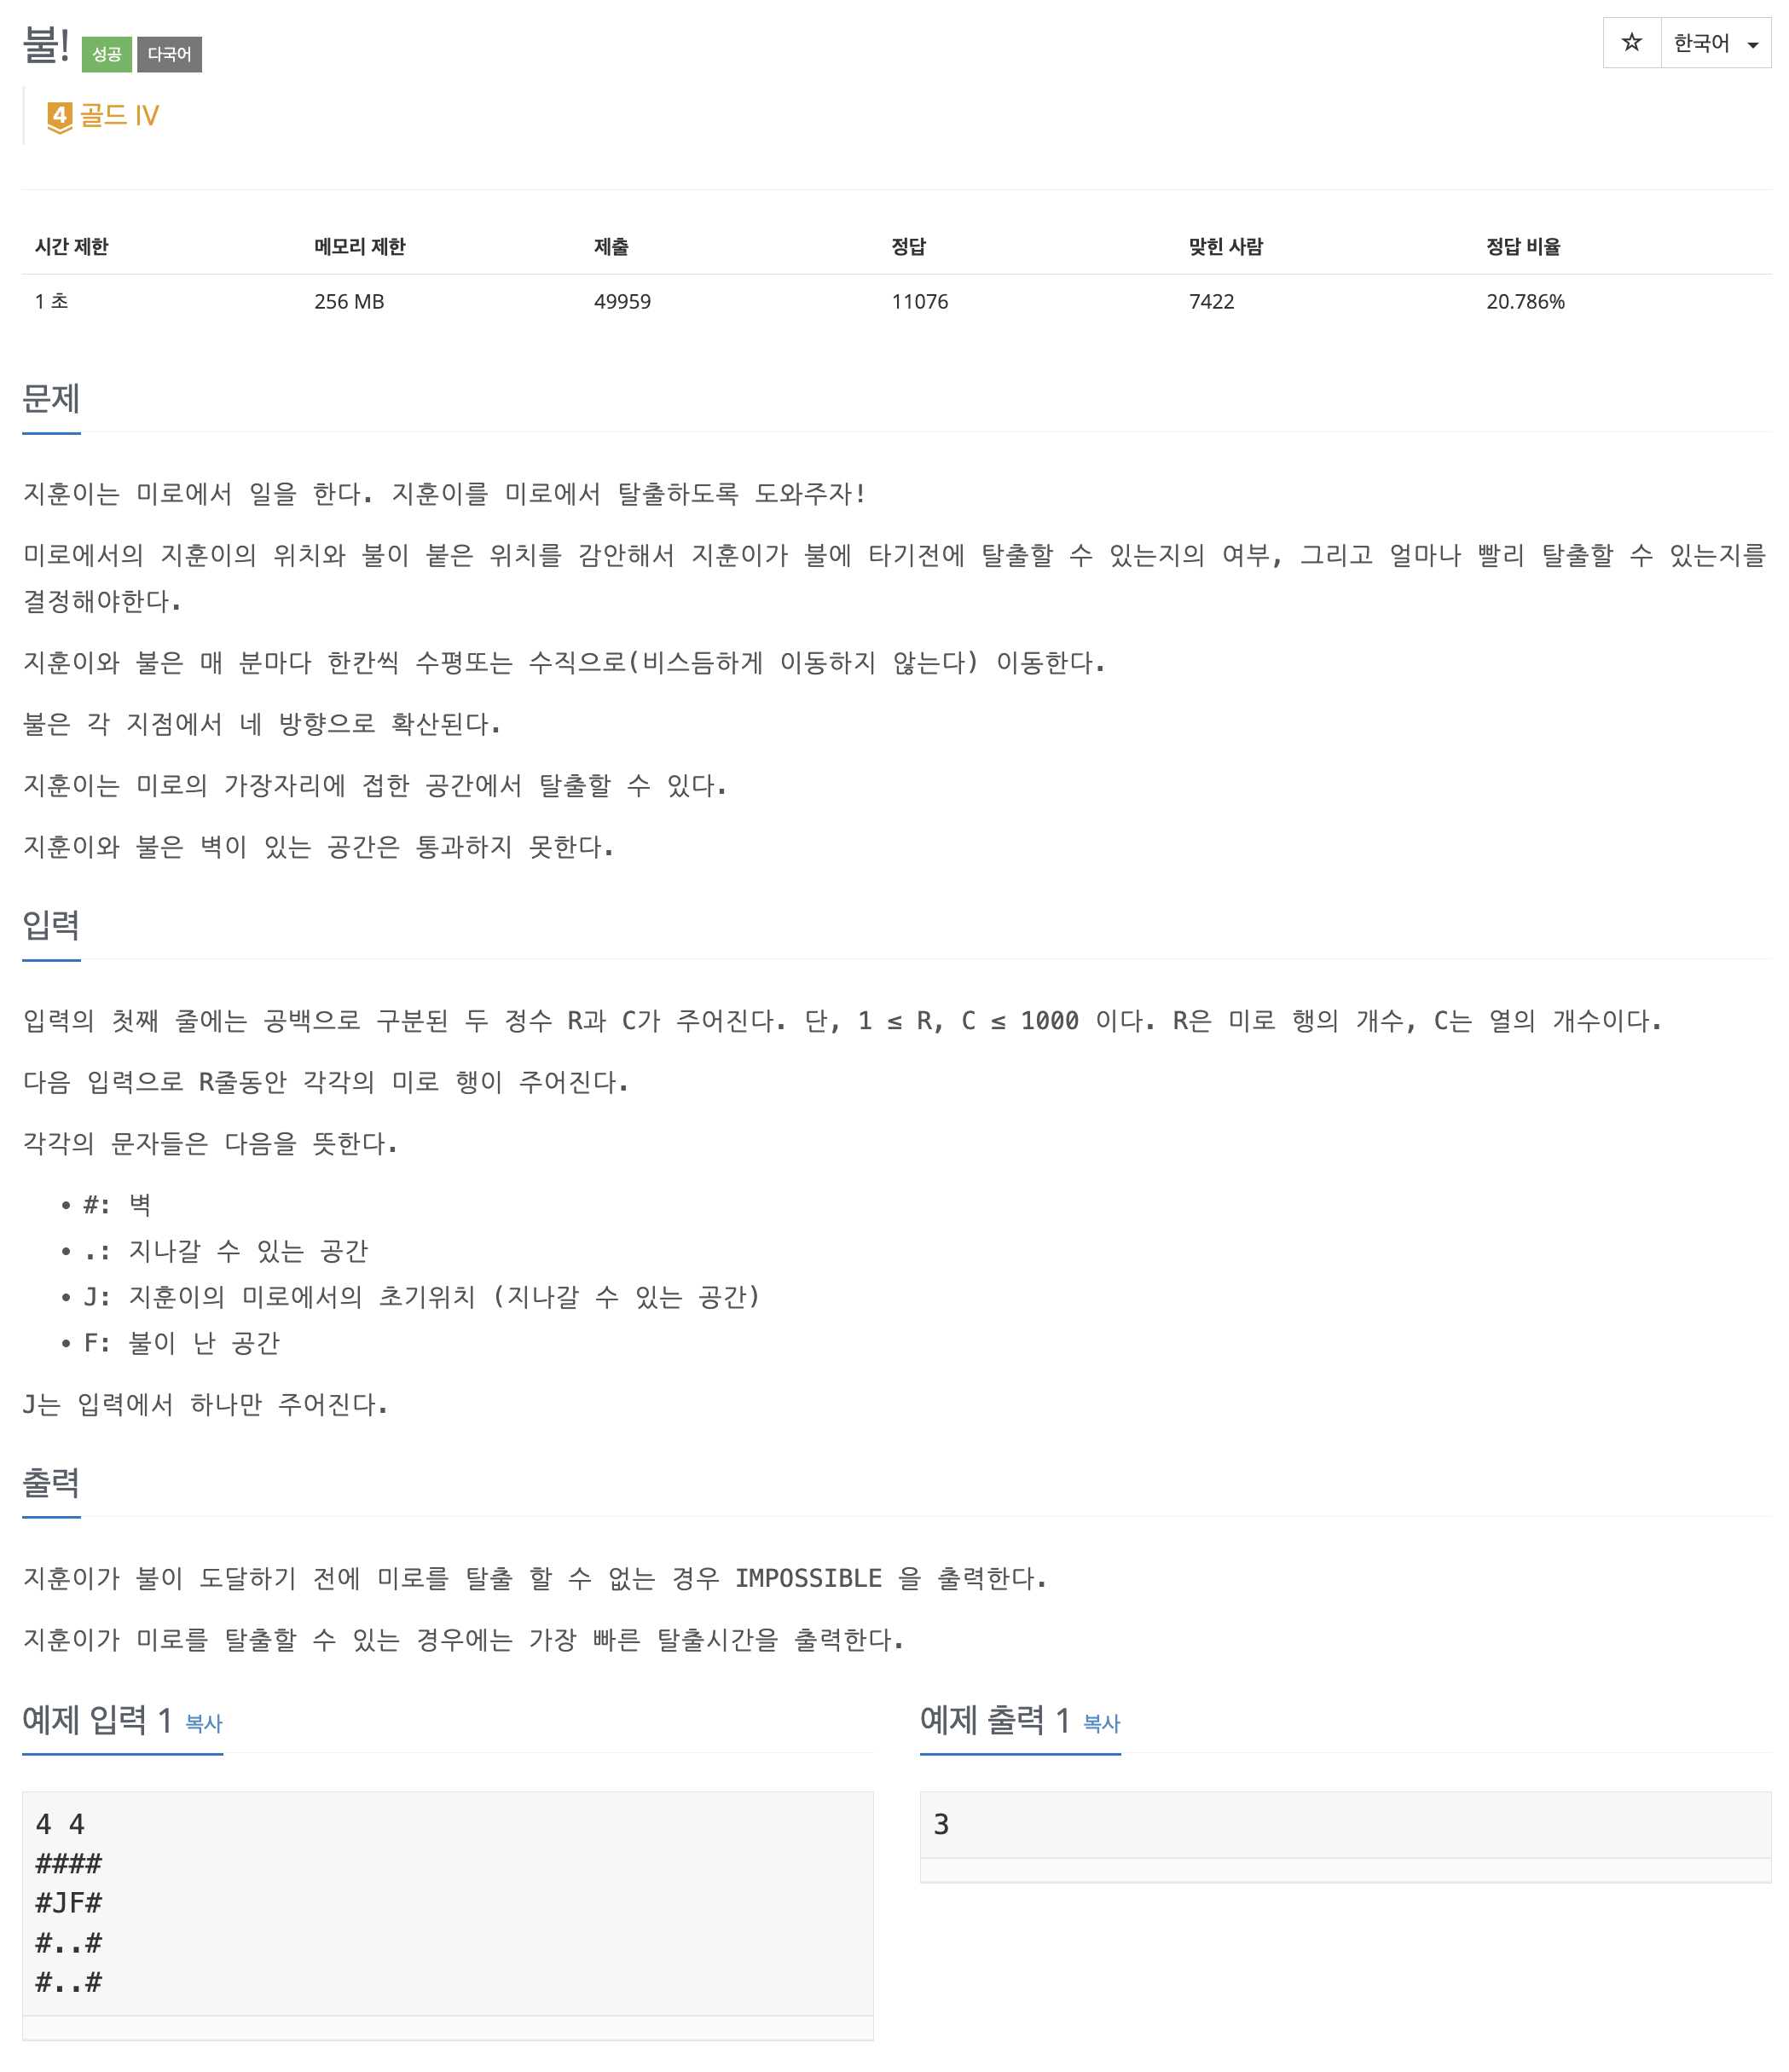 불! 성공 다국어
☆ 한국어
4 골드 IV
시간 제한 메모리 제한 제출 정답 맞힌 사람 정답 비율
1 초 256 MB 49959 11076 7422 20.786%
문제
지훈이는 미로에서 일을 한다. 지훈이를 미로에서 탈출하도록 도와주자!
미로에서의 지훈이의 위치와 불이 붙은 위치를 감안해서 지훈이가 불에 타기전에 탈출할 수 있는지의 여부, 그리고 얼마나 빨리 탈출할 수 있는지를
결정해야한다.
지훈이와 불은 매 분마다 한칸씩 수평또는 수직으로(비스듬하게 이동하지 않는다) 이동한다.
불은 각 지점에서 네 방향으로 확산된다.
지훈이는 미로의 가장자리에 접한 공간에서 탈출할 수 있다.
지훈이와 불은 벽이 있는 공간은 통과하지 못한다.
입력
입력의 첫째 줄에는 공백으로 구분된 두 정수 R과 C가 주어진다. 단, 1 ≤ R, C ≤ 1000 이다. R은 미로 행의 개수, C는 열의 개수이다.
다음 입력으로 R줄동안 각각의 미로 행이 주어진다.
각각의 문자들은 다음을 뜻한다.
• #: 벽
• .: 지나갈 수 있는 공간
• J: 지훈이의 미로에서의 초기위치 (지나갈 수 있는 공간)
• F: 불이 난 공간
J는 입력에서 하나만 주어진다.
출력
지훈이가 불이 도달하기 전에 미로를 탈출 할 수 없는 경우 IMPOSSIBLE 을 출력한다.
지훈이가 미로를 탈출할 수 있는 경우에는 가장 빠른 탈출시간을 출력한다.
예제 입력 1 복사
4 4
####
#JF#
#..#
#..#
예제 출력 1 복사
3